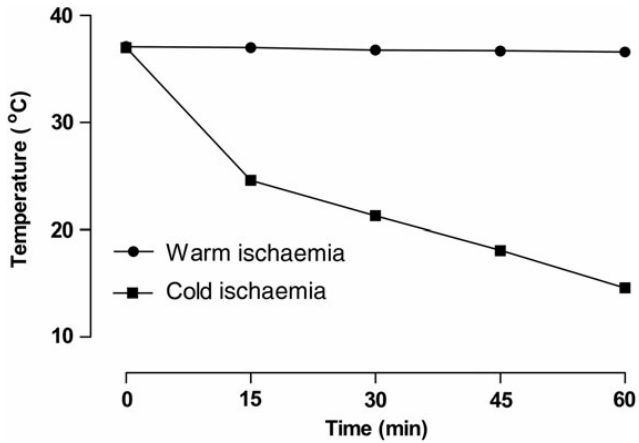 40
30
20
10
Temperature (°C)
Warm ischaemia
Cold ischaemia
0 15 30 45 60
Time (min)